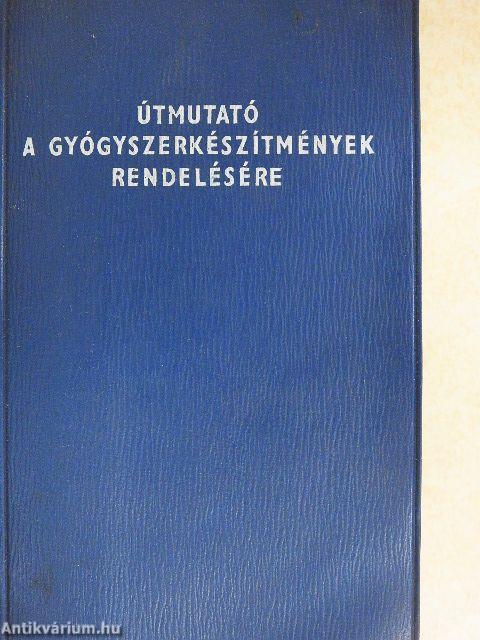 ÚTMUTATÓ
A GYÓGYSZERKÉSZÍTMÉNYEK
RENDELÉSÉRE
Antikvárium.hu